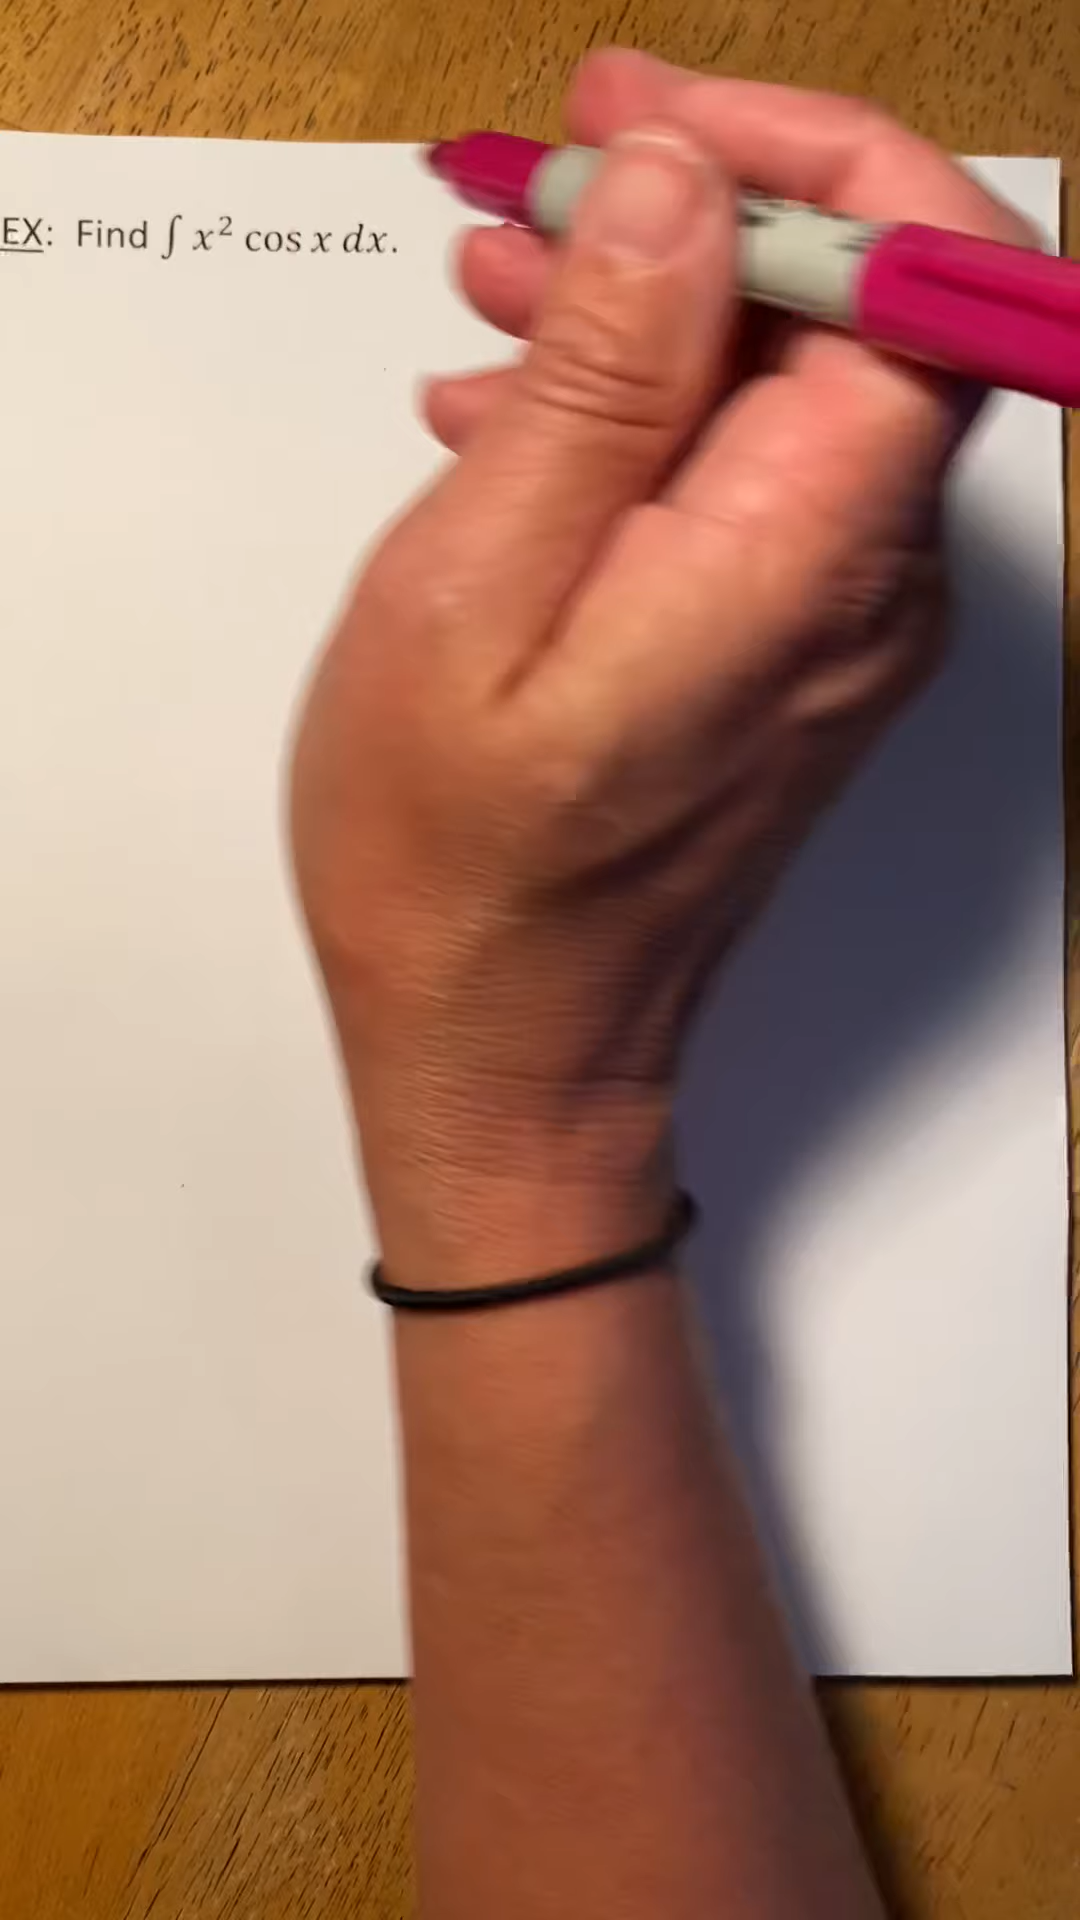 EX: Find ∫ x² cos x dx.